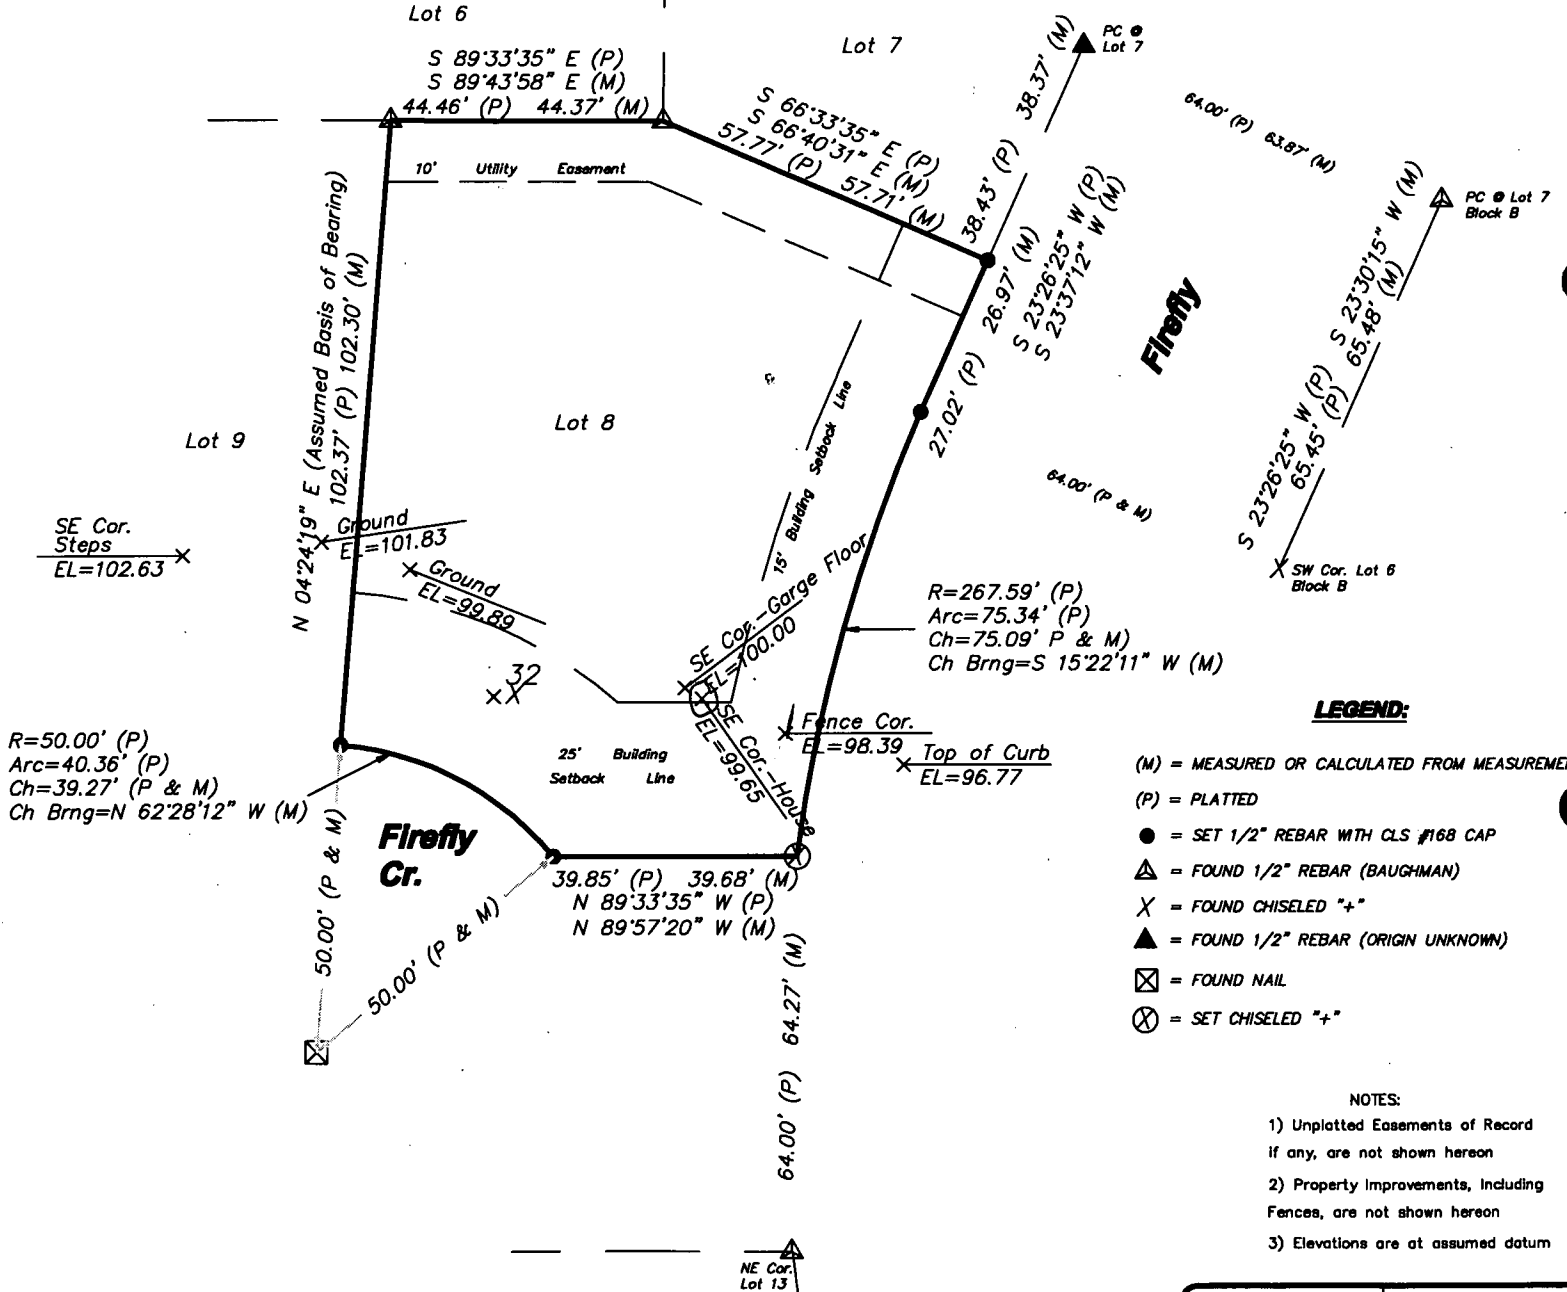 Lot 6
S 89°33'35" E (P)
S 89°43'58" E (M)
44.46' (P) 44.37' (M)
Lot 7
S 66°33'35" E (P)
S 66°40'31" E (M)
57.77' (P) 57.71' (M)
38.43' (P) 38.37' (M)
PC @
Lot 7
64.00' (P) 63.87' (M)
PC @ Lot 7
Block B
10' Utility Easement
N 04°24'19" E (Assumed Basis of Bearing)
102.37' (P) 102.30' (M)
27.02' (P) 26.97' (M)
S 23°26'25" W (P)
S 23°37'12" W (M)
Firefly
S 23°26'25" W (P) S 23°30'15" W (M)
65.45' (P) 65.48' (M)
Lot 9
Lot 8
15' Building Setback Line
64.00' (P & M)
SW Cor. Lot 6
Block B
SE Cor.
Steps
EL=102.63
Ground
EL=101.83
Ground
EL=99.89
SE Cor.-Garge Floor
EL=100.00
R=267.59' (P)
Arc=75.34' (P)
Ch=75.09' P & M)
Ch Brng=S 15°22'11" W (M)
32
SE Cor.-House
EL=99.65
Fence Cor.
EL=98.39
Top of Curb
EL=96.77
R=50.00' (P)
Arc=40.36' (P)
Ch=39.27' (P & M)
Ch Brng=N 62°28'12" W (M)
25' Building
Setback Line
Firefly
Cr.
50.00' (P & M)
50.00' (P & M)
39.85' (P) 39.68' (M)
N 89°33'35" W (P)
N 89°57'20" W (M)
64.00' (P) 64.27' (M)
NE Cor.
Lot 13
LEGEND:
(M) = MEASURED OR CALCULATED FROM MEASUREME
(P) = PLATTED
= SET 1/2" REBAR WITH CLS #168 CAP
= FOUND 1/2" REBAR (BAUGHMAN)
X = FOUND CHISELED "+"
= FOUND 1/2" REBAR (ORIGIN UNKNOWN)
= FOUND NAIL
= SET CHISELED "+"
NOTES:
1) Unplatted Easements of Record
if any, are not shown hereon
2) Property Improvements, Including
Fences, are not shown hereon
3) Elevations are at assumed datum